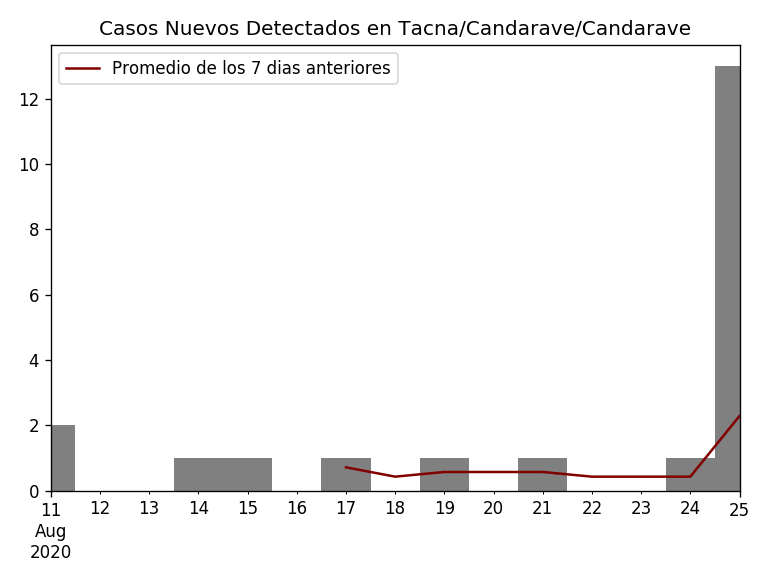 Casos Nuevos Detectados en Tacna/Candarave/Candarave
Promedio de los 7 dias anteriores
12
10
8
6
4
2
0
11 12 13 14 15 16 17 18 19 20 21 22 23 24 25
Aug
2020